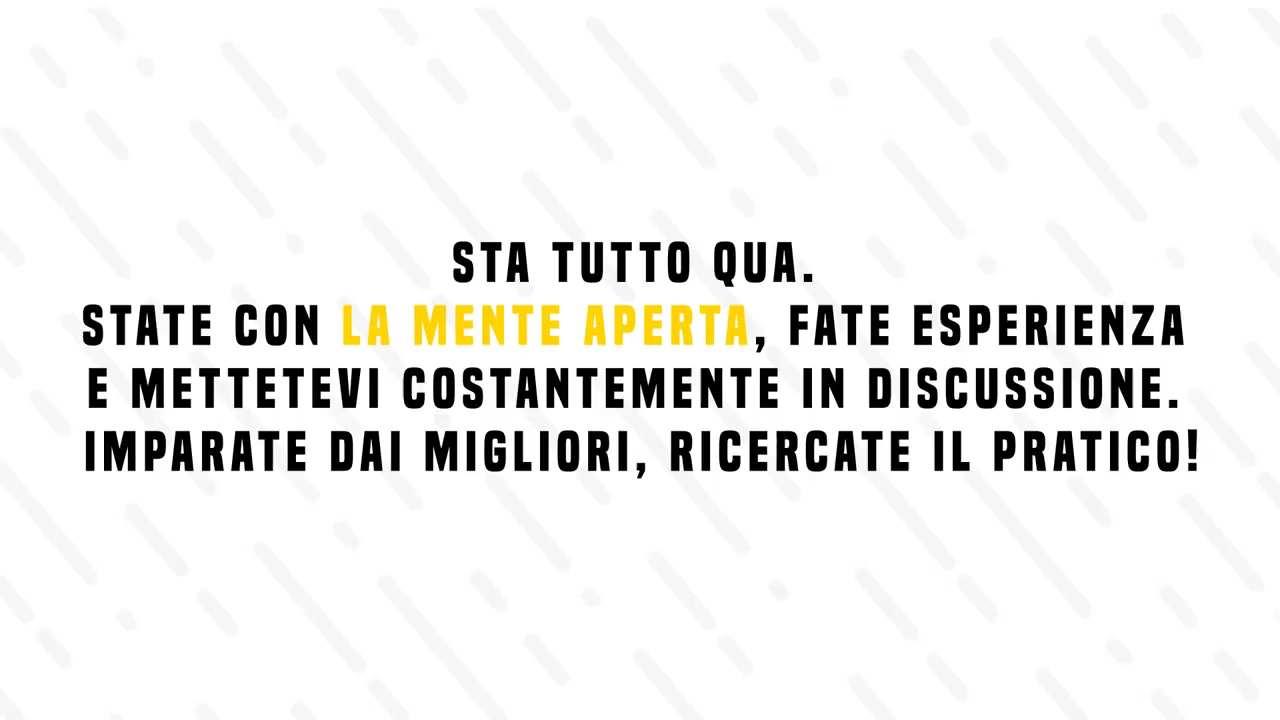 STA TUTTO QUA.
STATE CON LA MENTE APERTA, FATE ESPERIENZA
E METTETEVI COSTANTEMENTE IN DISCUSSIONE.
IMPARATE DAI MIGLIORI, RICERCATE IL PRATICO!